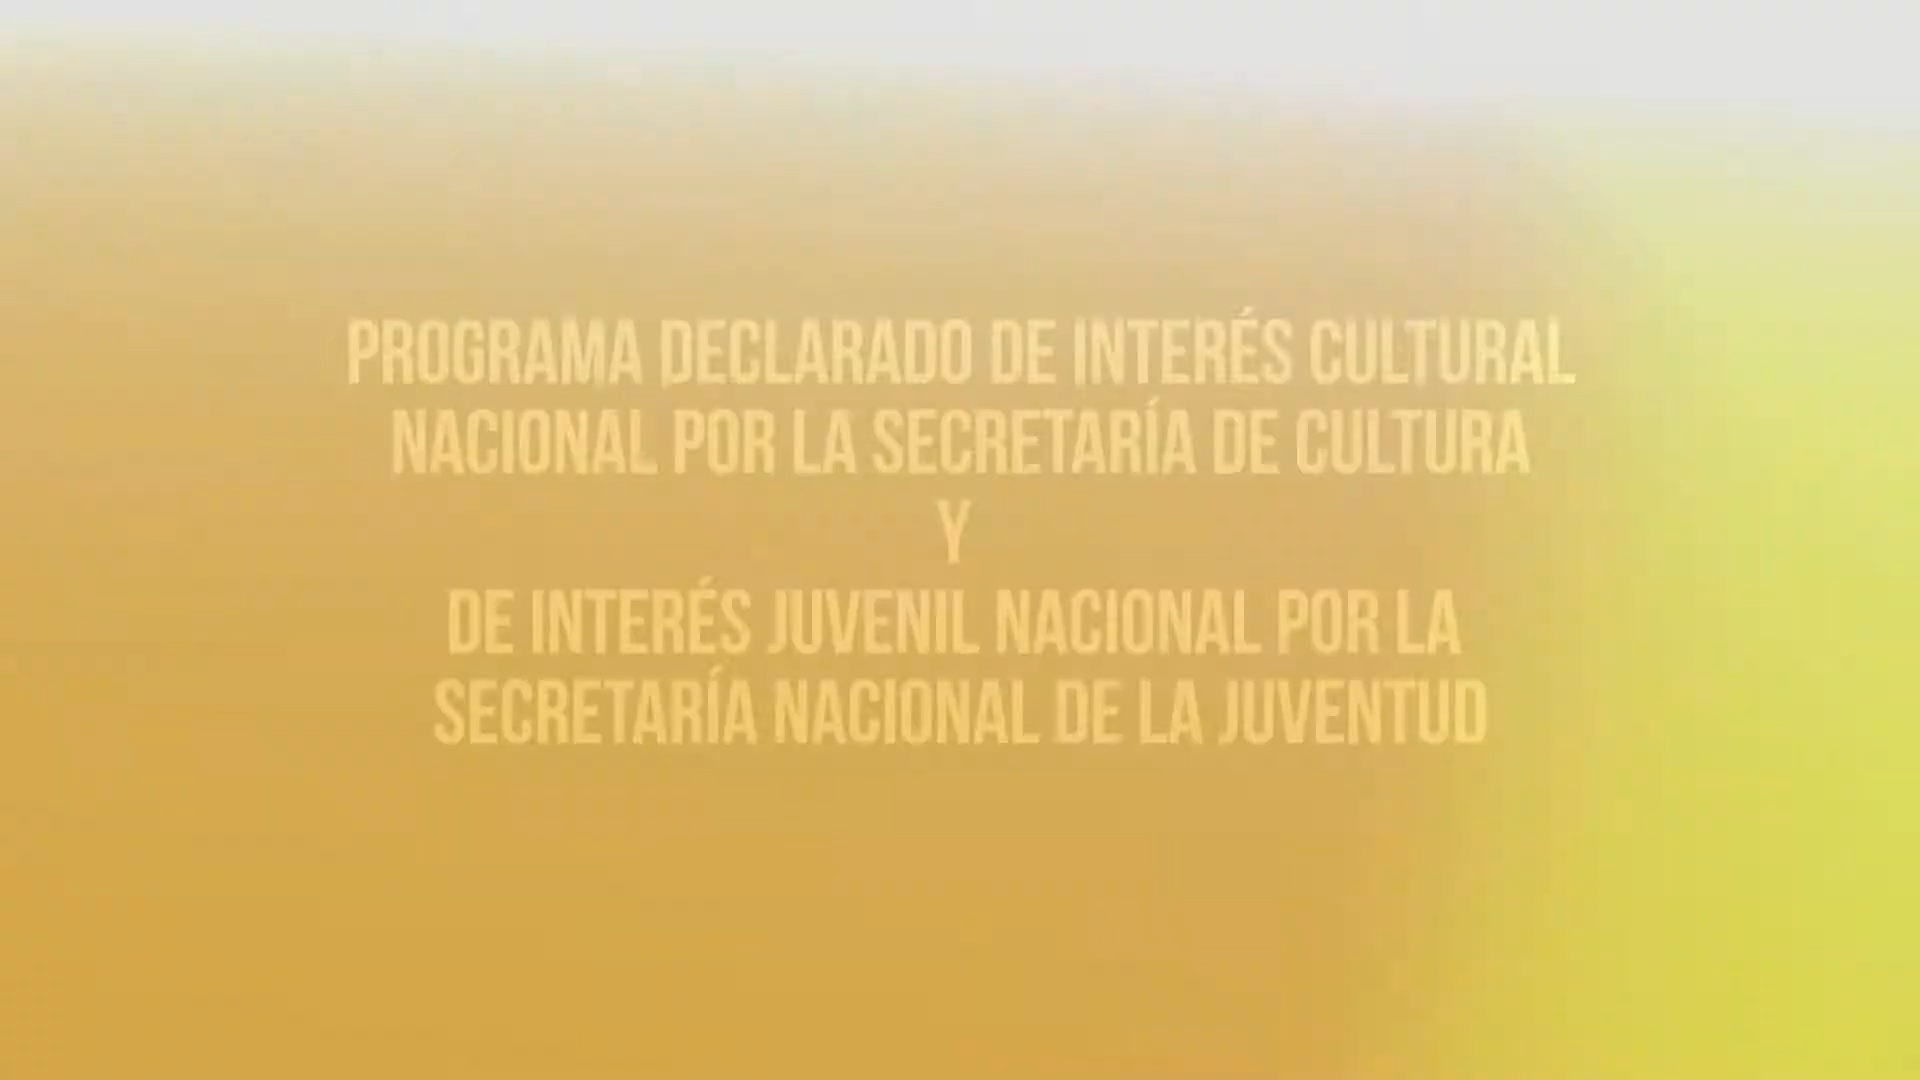 PROGRAMA DECLARADO DE INTERÉS CULTURAL
NACIONAL POR LA SECRETARÍA DE CULTURA
Y
DE INTERÉS JUVENIL NACIONAL POR LA
SECRETARÍA NACIONAL DE LA JUVENTUD